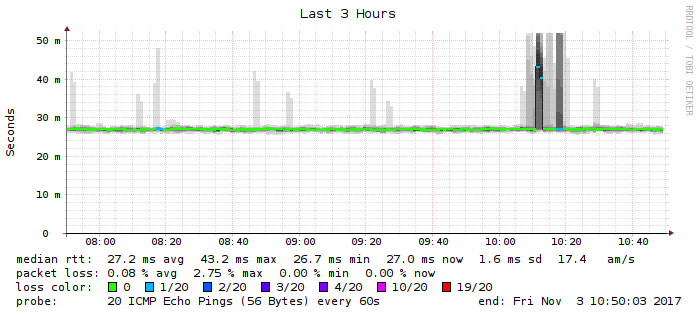 Last 3 Hours
RRDTOOL / TOBI OETIKER
Seconds
50 m
40 m
30 m
20 m
10 m
0
08:00 08:20 08:40 09:00 09:20 09:40 10:00 10:20 10:40
median rtt: 27.2 ms avg 43.2 ms max 26.7 ms min 27.0 ms now 1.6 ms sd 17.4 am/s
packet loss: 0.08 % avg 2.75 % max 0.00 % min 0.00 % now
loss color: 0 1/20 2/20 3/20 4/20 10/20 19/20
probe: 20 ICMP Echo Pings (56 Bytes) every 60s end: Fri Nov 3 10:50:03 2017